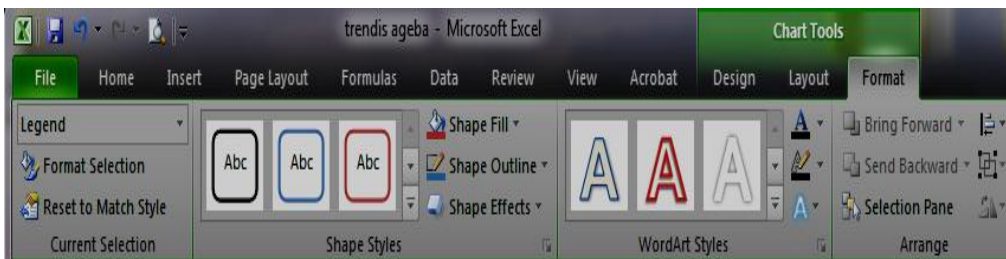 trendis ageba - Microsoft Excel Chart Tools
File Home Insert Page Layout Formulas Data Review View Acrobat Design Layout Format
Legend
Format Selection
Reset to Match Style
Current Selection
Abc Abc Abc
Shape Fill
Shape Outline
Shape Effects
Shape Styles
A A A
A
A
WordArt Styles
Bring Forward
Send Backward
Selection Pane
Arrange